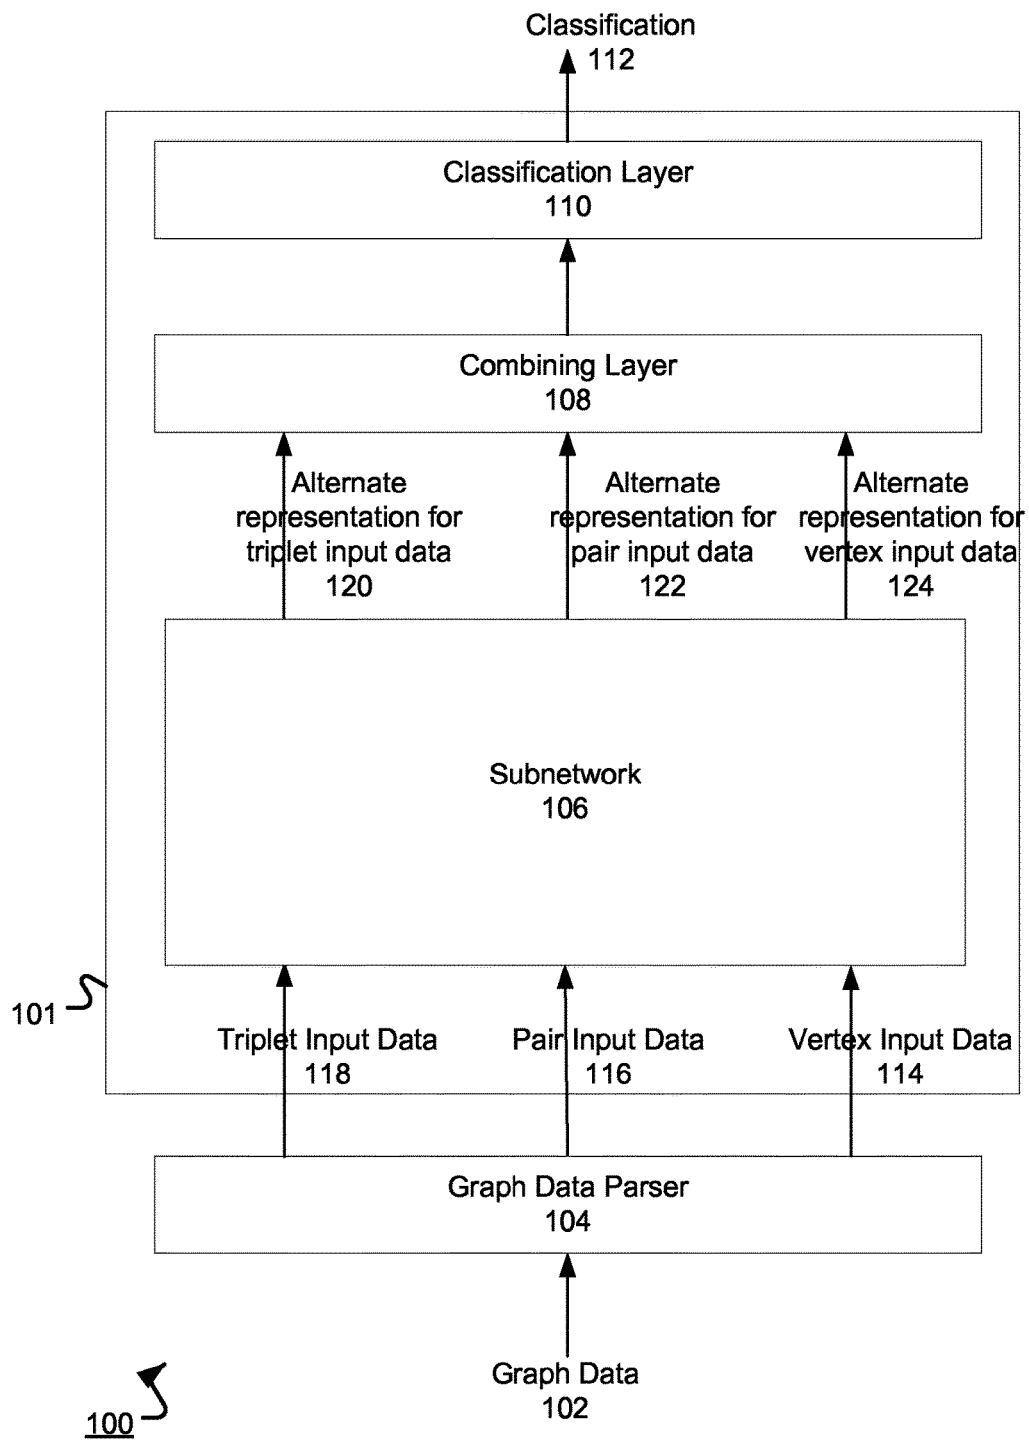 Classification
112
Classification Layer
110
Combining Layer
108
Alternate
representation for
triplet input data
120
Alternate
representation for
pair input data
122
Alternate
representation for
vertex input data
124
Subnetwork
106
101
Triplet Input Data
118
Pair Input Data
116
Vertex Input Data
114
Graph Data Parser
104
Graph Data
102
100